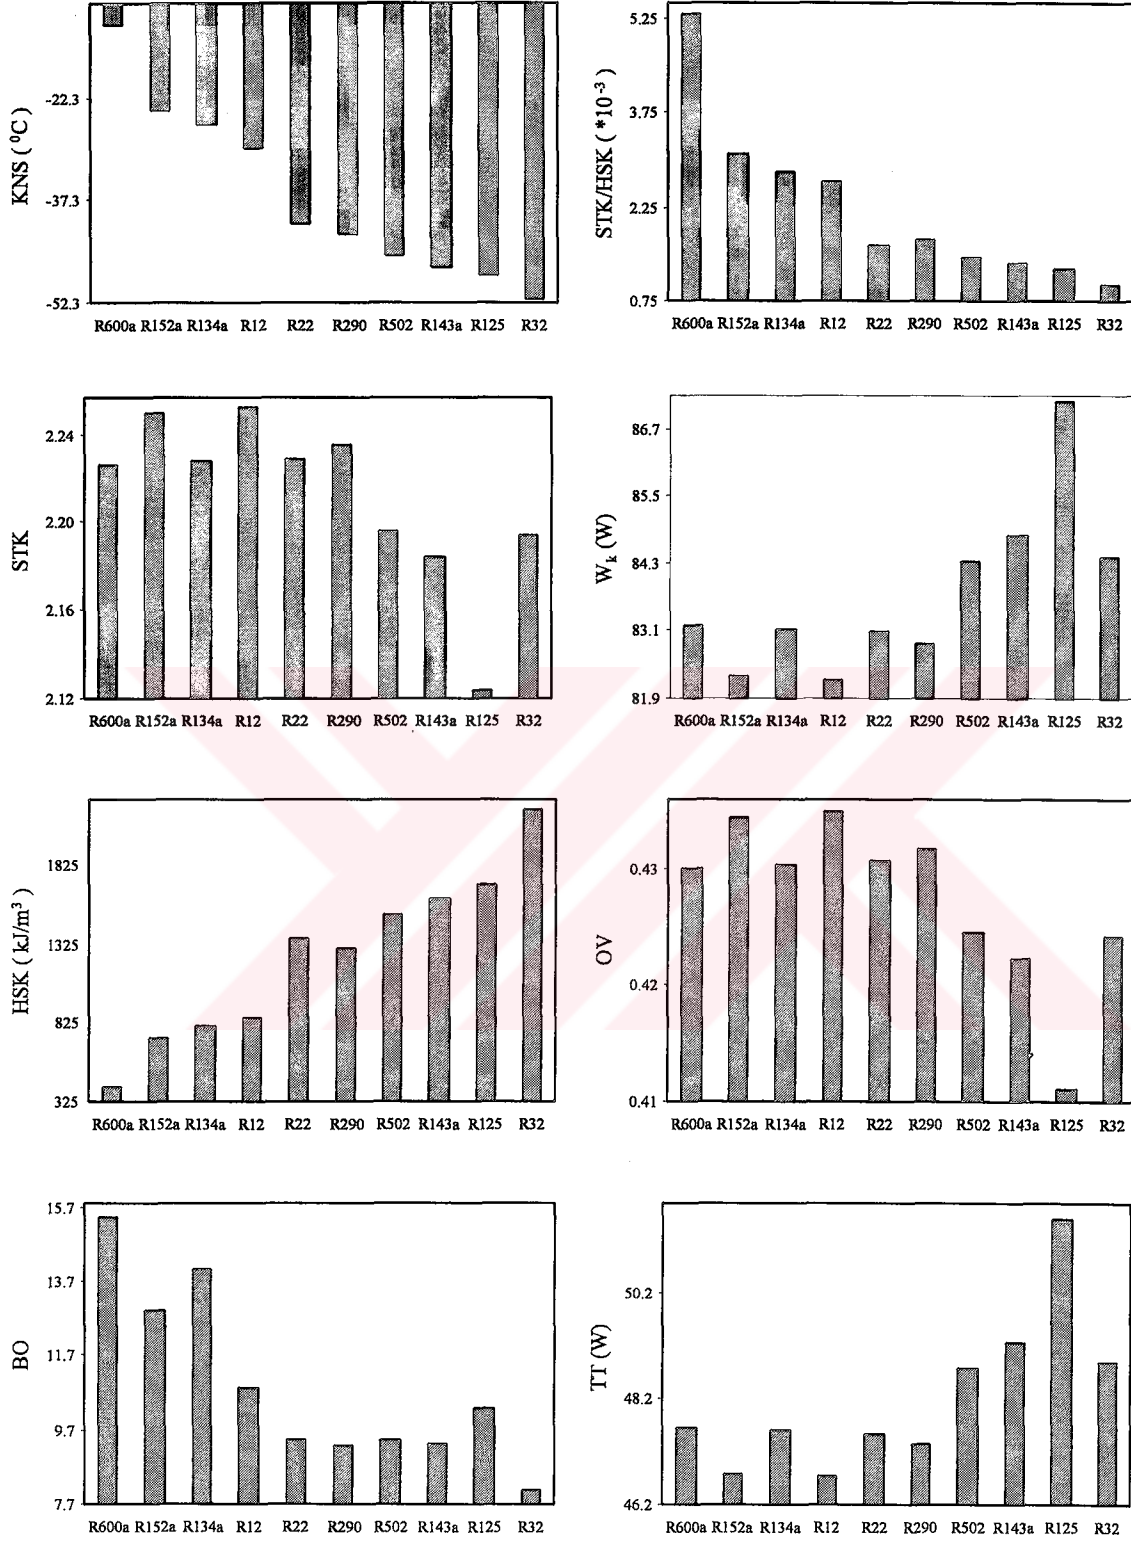 KNS ( ⁰C )
-22.3
-37.3
-52.3
R600a R152a R134a R12 R22 R290 R502 R143a R125 R32
STK/HSK ( *10⁻³ )
5.25
3.75
2.25
0.75
R600a R152a R134a R12 R22 R290 R502 R143a R125 R32
STK
2.24
2.20
2.16
2.12
R600a R152a R134a R12 R22 R290 R502 R143a R125 R32
Wₖ (W)
86.7
85.5
84.3
83.1
81.9
R600a R152a R134a R12 R22 R290 R502 R143a R125 R32
HSK ( kJ/m³ )
1825
1325
825
325
R600a R152a R134a R12 R22 R290 R502 R143a R125 R32
OV
0.43
0.42
0.41
R600a R152a R134a R12 R22 R290 R502 R143a R125 R32
BO
15.7
13.7
11.7
9.7
7.7
R600a R152a R134a R12 R22 R290 R502 R143a R125 R32
TT (W)
50.2
48.2
46.2
R600a R152a R134a R12 R22 R290 R502 R143a R125 R32